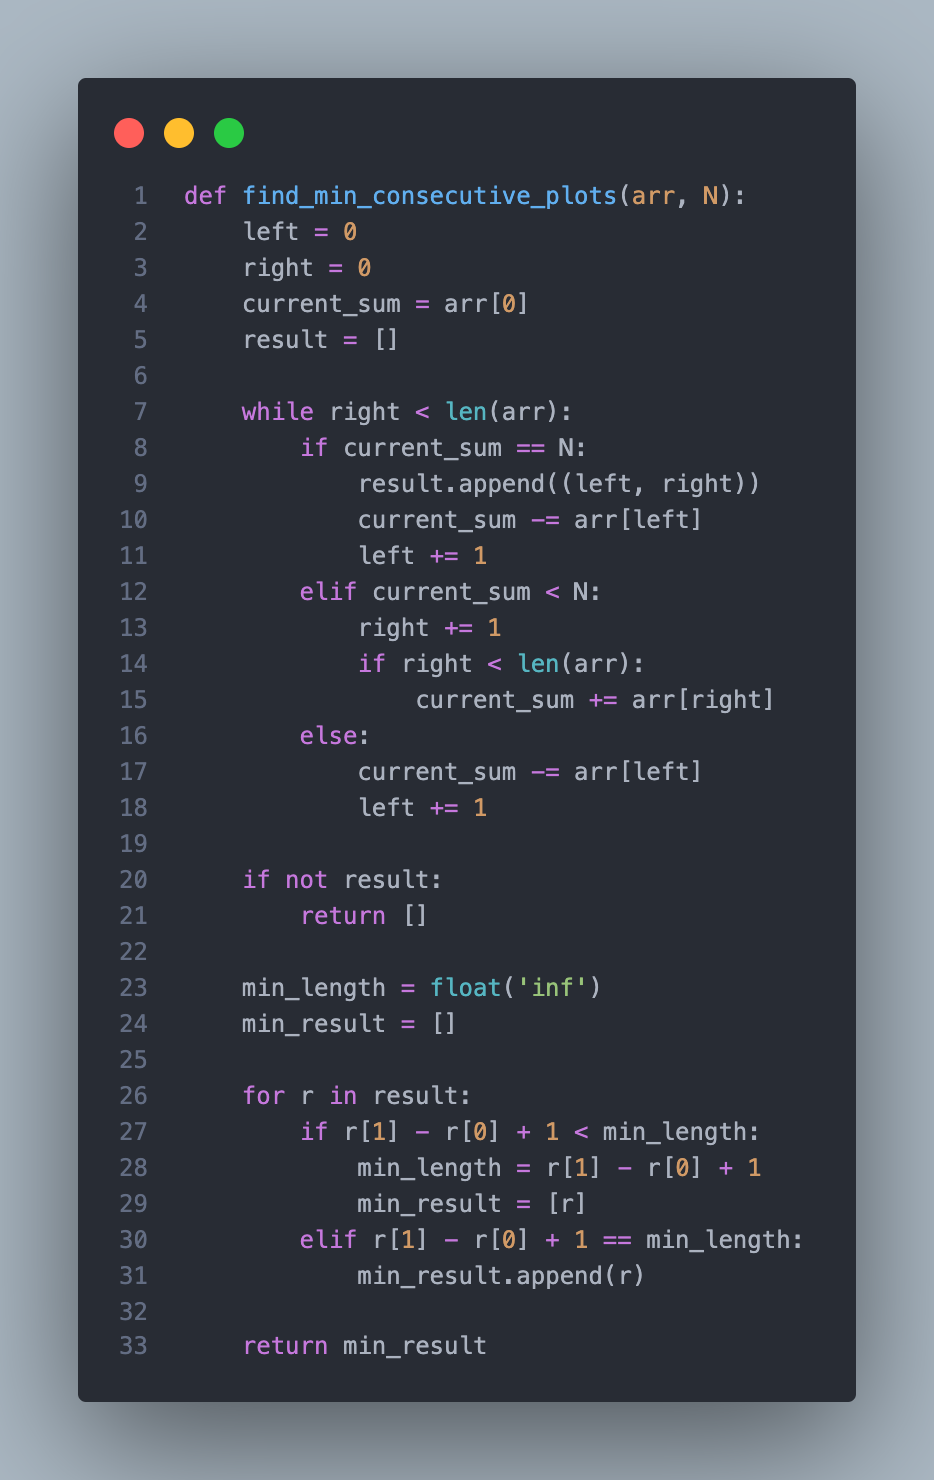 1 def find_min_consecutive_plots(arr, N):
2     left = 0
3     right = 0
4     current_sum = arr[0]
5     result = []
6
7     while right < len(arr):
8         if current_sum == N:
9             result.append((left, right))
10             current_sum -= arr[left]
11             left += 1
12         elif current_sum < N:
13             right += 1
14             if right < len(arr):
15                 current_sum += arr[right]
16         else:
17             current_sum -= arr[left]
18             left += 1
19
20     if not result:
21         return []
22
23     min_length = float('inf')
24     min_result = []
25
26     for r in result:
27         if r[1] - r[0] + 1 < min_length:
28             min_length = r[1] - r[0] + 1
29             min_result = [r]
30         elif r[1] - r[0] + 1 == min_length:
31             min_result.append(r)
32
33     return min_result